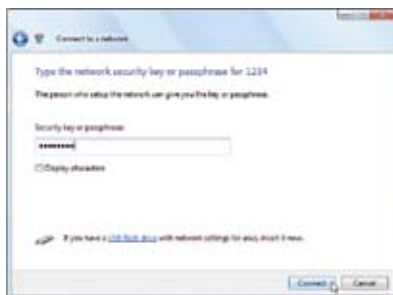 Connect to a network
Type the network security key or passphrase for 1234
The person who setup the network can give you the key or passphrase.
Security key or passphrase:
•••••••••
Display characters
If you have a USB flash drive with network settings for you, insert it now.
Connect
Cancel